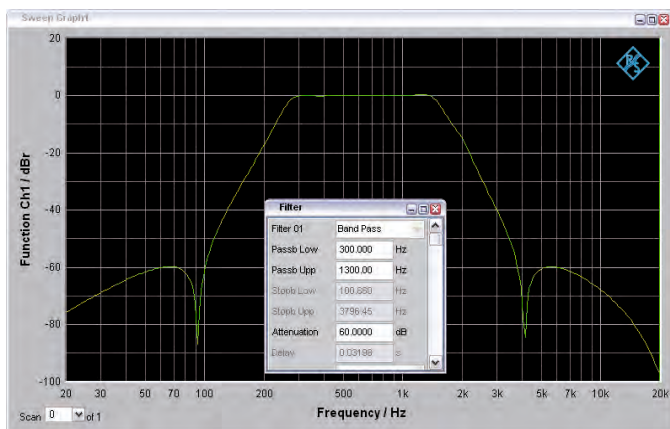 Sweep Graph1
Function Ch1 / dBr
20
0
-20
-40
-60
-80
-100
Filter
Filter 01 Band Pass
Passb Low 300.000 Hz
Passb Upp 1300.00 Hz
Stopb Low 100.880 Hz
Stopb Upp 3796.45 Hz
Attenuation 60.0000 dB
Delay 0.03198 s
20 30 50 70 100 200 500 1k 2k 3k 5k 7k 10k 20k
Scan 0 of 1
Frequency / Hz